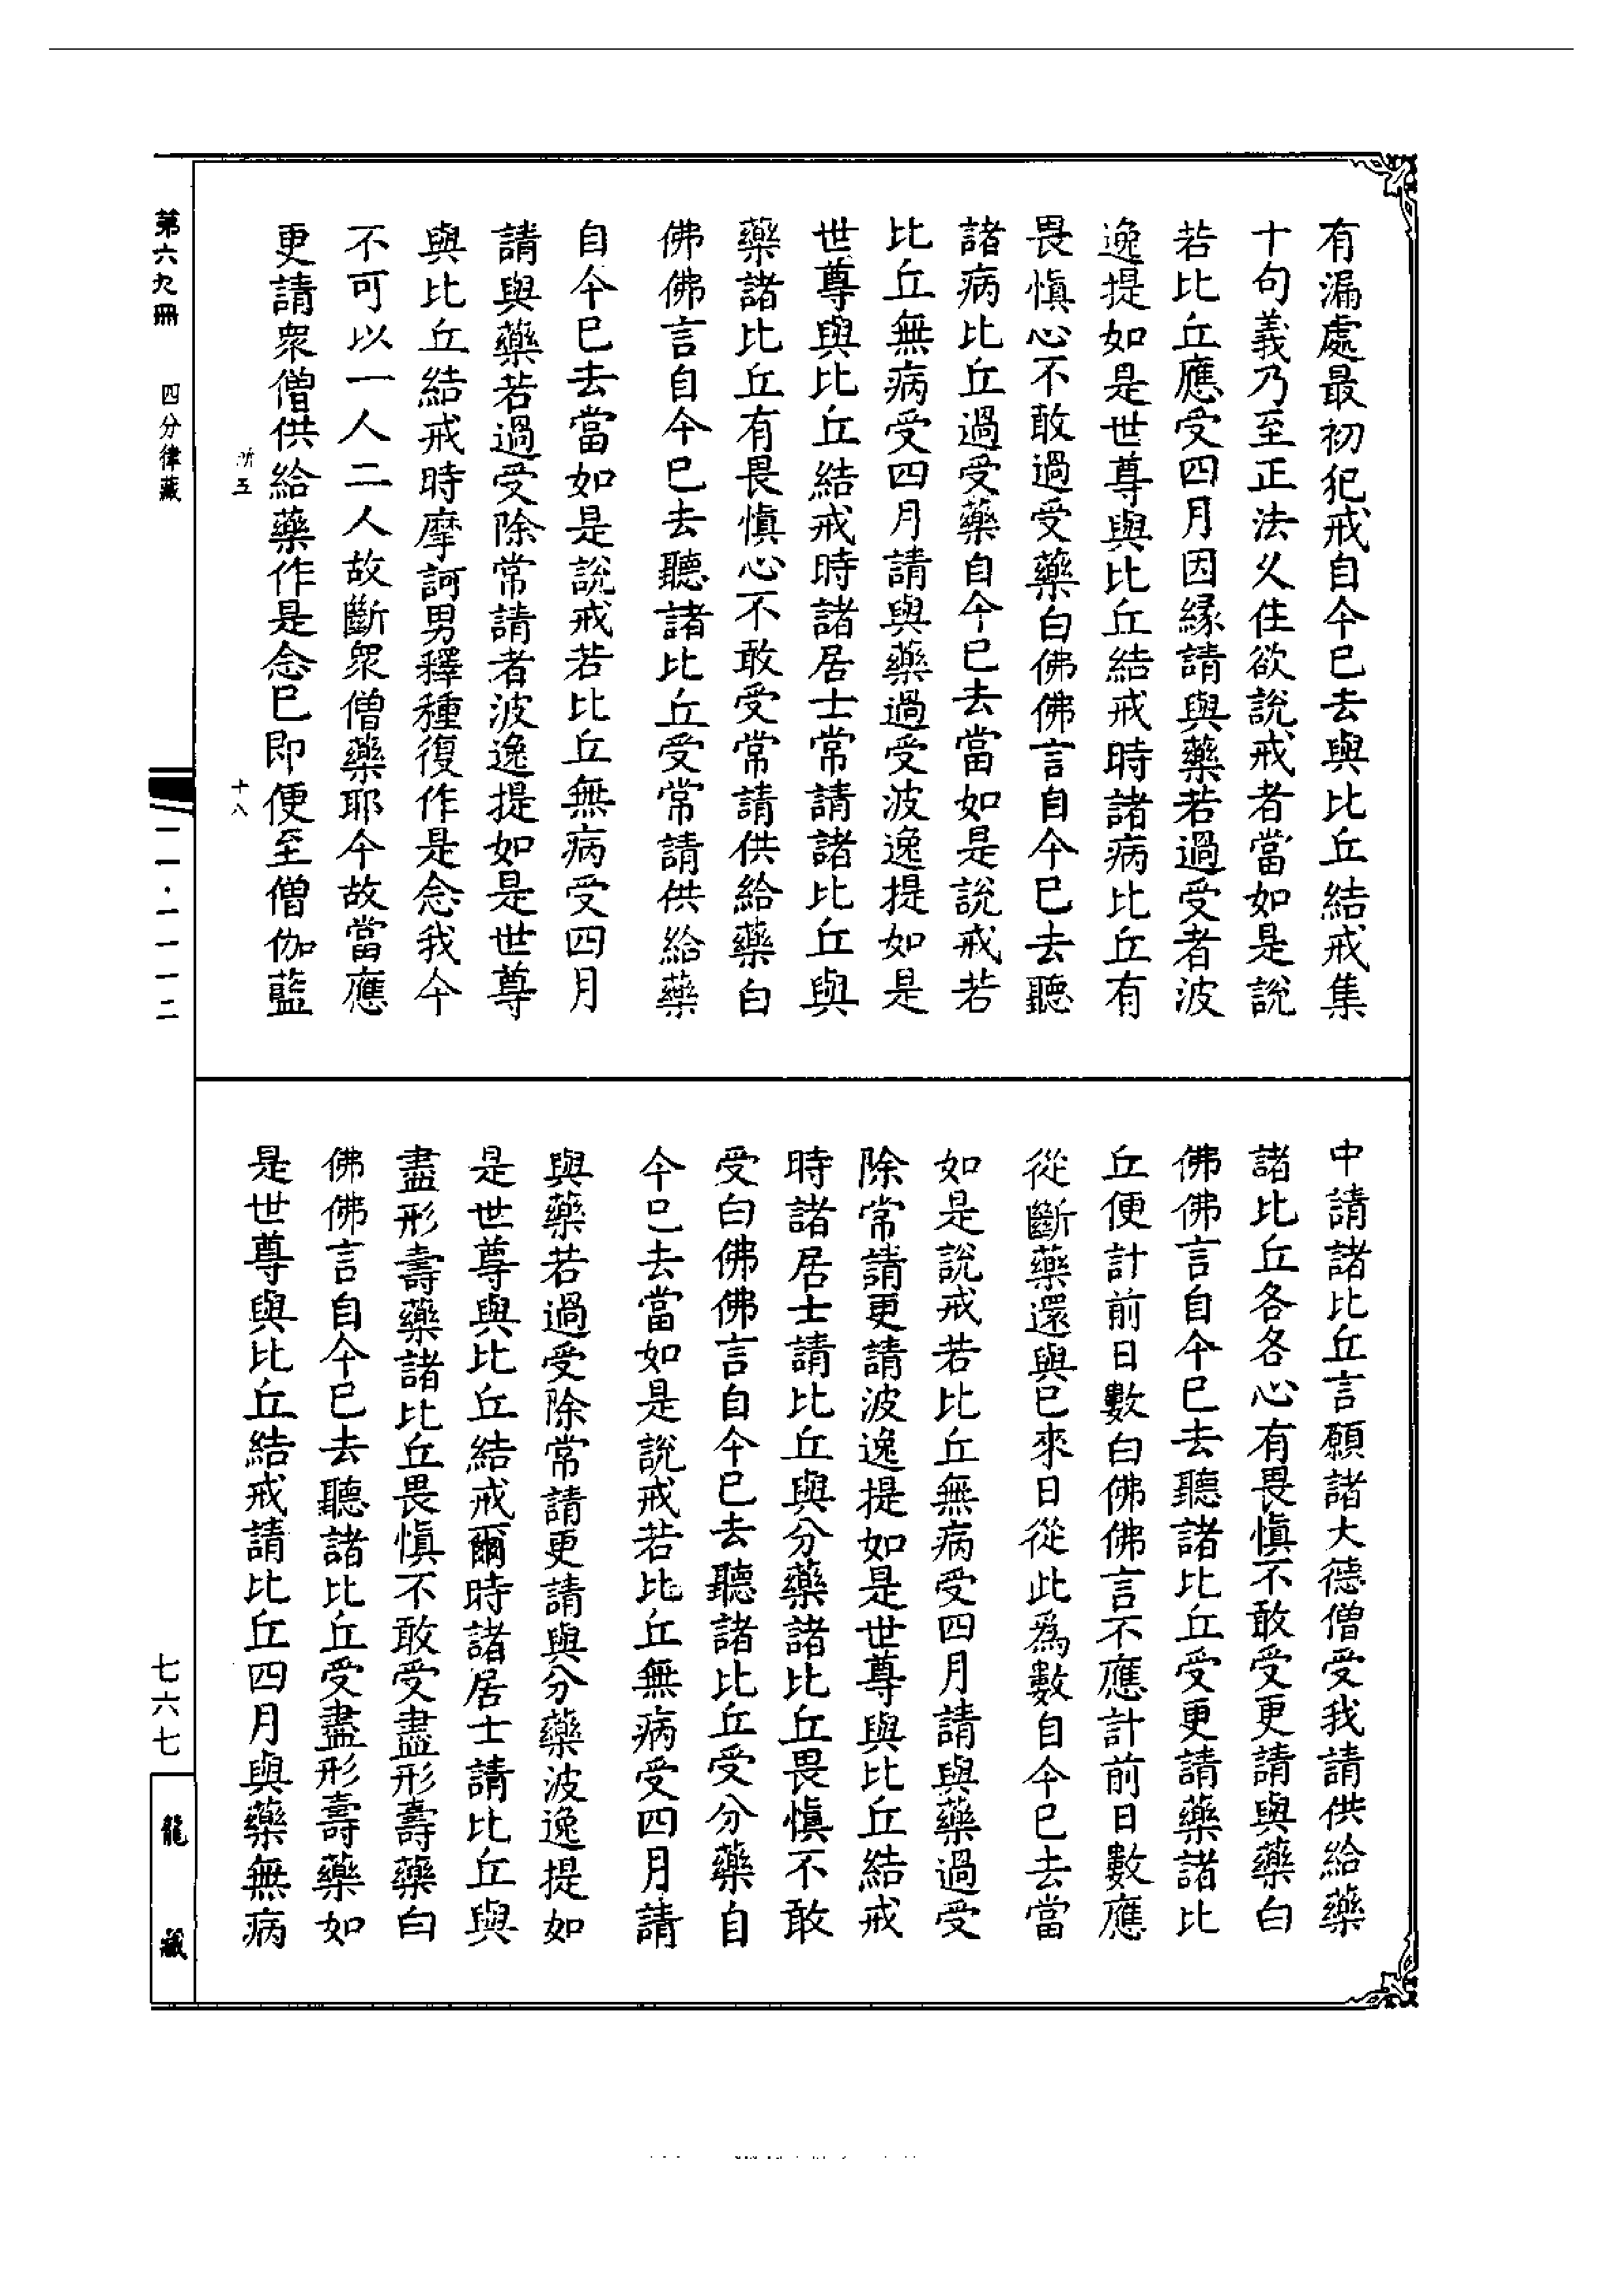 有漏處最初犯戒自今已去與比丘結戒集
十句義乃至正法久住欲說戒者當如是說
若比丘應受四月因緣請與藥若過受者波
逸提如是世尊與比丘結戒時諸病比丘有
畏愼心不敢過受藥白佛佛言自今已去聽
諸病比丘過受藥自今已去當如是說戒若
比丘無病受四月請與藥過受波逸提如是
世尊與比丘結戒時諸居士常請諸比丘與
藥諸比丘有畏愼心不敢受常請供給藥白
佛佛言自今已去聽諸比丘受常請供給藥
自今已去當如是說戒若比丘無病受四月
請與藥若過受除常請者波逸提如是世尊
與比丘結戒時摩訶男釋種復作是念我今
不可以一人二人故斷眾僧藥耶今故當應
更請眾僧供給藥作是念已即便至僧伽藍
中請諸比丘言願諸大德僧受我請供給藥
諸比丘各各心有畏愼不敢受更請與藥白
佛佛言自今已去聽諸比丘受更請藥諸比
丘便計前日數白佛佛言不應計前日數應
從斷藥還與已來日從此爲數自今已去當
如是說戒若比丘無病受四月請與藥過受
除常請更請波逸提如是世尊與比丘結戒
時諸居士請比丘與分藥諸比丘畏愼不敢
受白佛佛言自今已去聽諸比丘受分藥自
今已去當如是說戒若比丘無病受四月請
與藥若過受除常請更請與分藥波逸提如
是世尊與比丘結戒爾時諸居士請比丘與
盡形壽藥諸比丘畏愼不敢受盡形壽藥白
佛佛言自今已去聽諸比丘受盡形壽藥如
是世尊與比丘結戒請比丘四月與藥無病
五
十八
第六九冊 四分律藏
七六七
龍藏